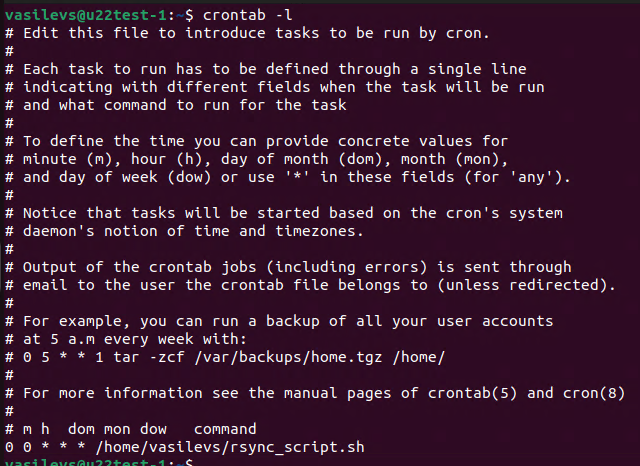 vasilevs@u22test-1:~$ crontab -l
# Edit this file to introduce tasks to be run by cron.
#
# Each task to run has to be defined through a single line
# indicating with different fields when the task will be run
# and what command to run for the task
#
# To define the time you can provide concrete values for
# minute (m), hour (h), day of month (dom), month (mon),
# and day of week (dow) or use '*' in these fields (for 'any').
#
# Notice that tasks will be started based on the cron's system
# daemon's notion of time and timezones.
#
# Output of the crontab jobs (including errors) is sent through
# email to the user the crontab file belongs to (unless redirected).
#
# For example, you can run a backup of all your user accounts
# at 5 a.m every week with:
# 0 5 * * 1 tar -zcf /var/backups/home.tgz /home/
#
# For more information see the manual pages of crontab(5) and cron(8)
#
# m h  dom mon dow   command
0 0 * * * /home/vasilevs/rsync_script.sh
vasilevs@u22test-1:~$